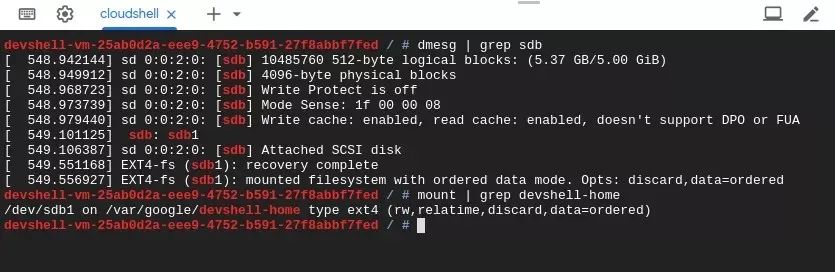 cloudshell
devshell-vm-25ab0d2a-eee9-4752-b591-27f8abbf7fed / # dmesg | grep sdb
[  548.942144] sd 0:0:2:0: [sdb] 10485760 512-byte logical blocks: (5.37 GB/5.00 GiB)
[  548.949912] sd 0:0:2:0: [sdb] 4096-byte physical blocks
[  548.968723] sd 0:0:2:0: [sdb] Write Protect is off
[  548.973739] sd 0:0:2:0: [sdb] Mode Sense: 1f 00 00 08
[  548.979440] sd 0:0:2:0: [sdb] Write cache: enabled, read cache: enabled, doesn't support DPO or FUA
[  549.101125]  sdb: sdb1
[  549.106387] sd 0:0:2:0: [sdb] Attached SCSI disk
[  549.551168] EXT4-fs (sdb1): recovery complete
[  549.556927] EXT4-fs (sdb1): mounted filesystem with ordered data mode. Opts: discard,data=ordered
devshell-vm-25ab0d2a-eee9-4752-b591-27f8abbf7fed / # mount | grep devshell-home
/dev/sdb1 on /var/google/devshell-home type ext4 (rw,relatime,discard,data=ordered)
devshell-vm-25ab0d2a-eee9-4752-b591-27f8abbf7fed / #